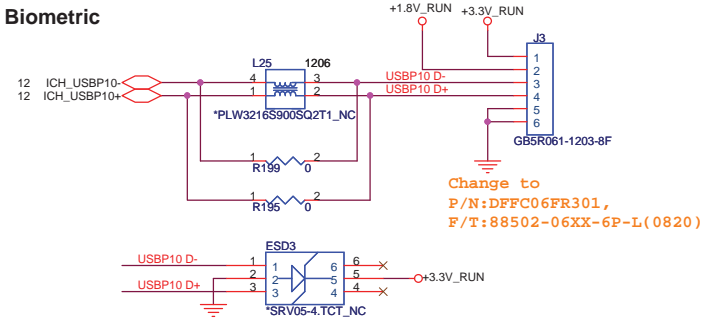 Biometric
+1.8V_RUN
+3.3V_RUN
J3
L25 1206
12 ICH_USBP10-
12 ICH_USBP10+
4 3
1 2
USBP10 D-
USBP10 D+
*PLW3216S900SQ2T1_NC
1
2
3
4
5
6
GB5R061-1203-8F
1 2
R199 0
1 2
R195 0
Change to
P/N:DFFC06FR301,
F/T:88502-06XX-6P-L(0820)
ESD3
USBP10 D- 1 1 6 6
2 2 5 5 +3.3V_RUN
USBP10 D+ 3 3 4 4
*SRV05-4.TCT_NC